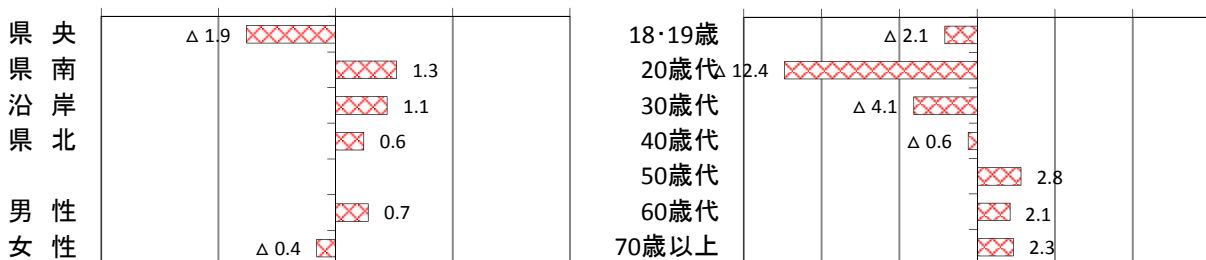 県 央 △ 1.9
県 南 1.3
沿 岸 1.1
県 北 0.6
男 性 0.7
女 性 △ 0.4
18･19歳 △ 2.1
20歳代 △ 12.4
30歳代 △ 4.1
40歳代 △ 0.6
50歳代 2.8
60歳代 2.1
70歳以上 2.3